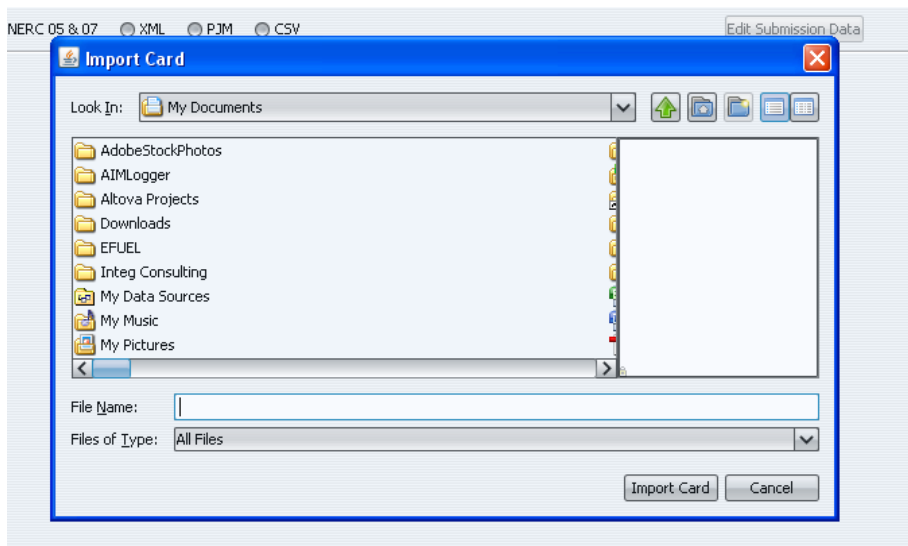 NERC 05 & 07 XML PJM CSV Edit Submission Data
Import Card
Look In: My Documents
AdobeStockPhotos
AIMLogger
Altova Projects
Downloads
EFUEL
Integ Consulting
My Data Sources
My Music
My Pictures
File Name:
Files of Type: All Files
Import Card Cancel